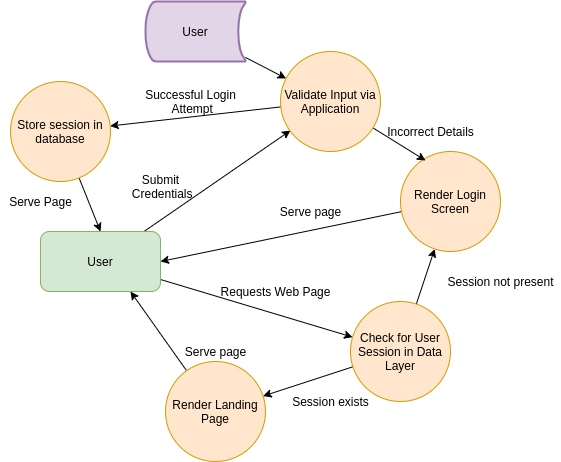 User
Validate Input via
Application
Successful Login
Attempt
Store session in
database
Incorrect Details
Submit
Credentials
Render Login
Screen
Serve Page
Serve page
User
Requests Web Page
Session not present
Check for User
Session in Data
Layer
Serve page
Session exists
Render Landing
Page